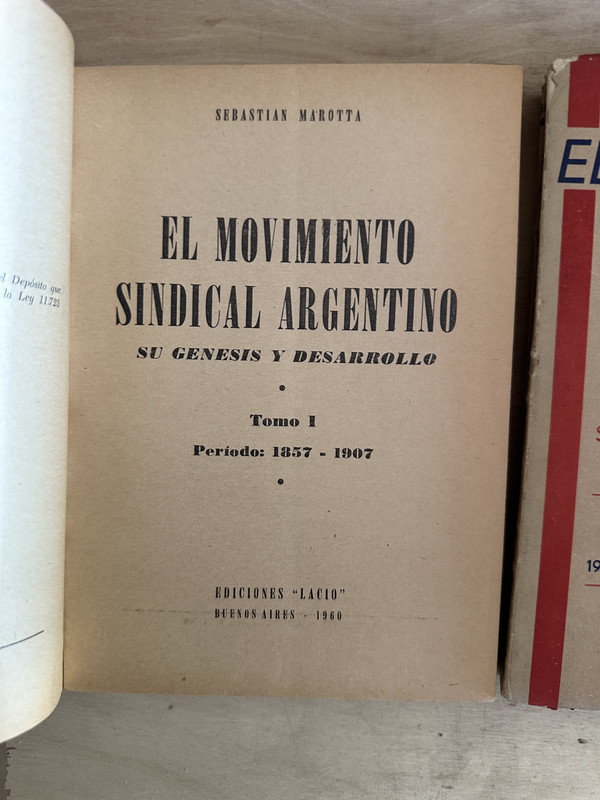 el Depósito que
la Ley 11.723
SEBASTIAN MAROTTA
EL MOVIMIENTO
SINDICAL ARGENTINO
SU GENESIS Y DESARROLLO
•
Tomo I
Período: 1857 - 1907
•
EDICIONES "LACIO"
BUENOS AIRES - 1960